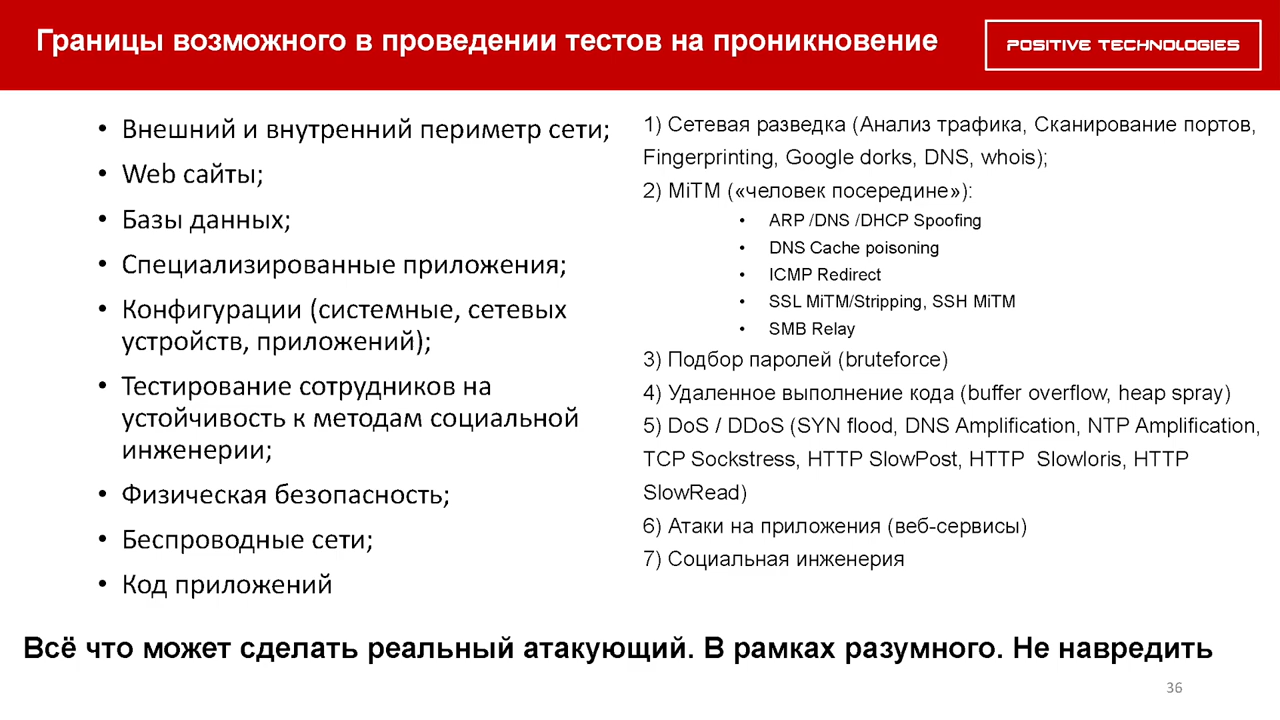 Границы возможного в проведении тестов на проникновение
POSITIVE TECHNOLOGIES
• Внешний и внутренний периметр сети;
• Web сайты;
• Базы данных;
• Специализированные приложения;
• Конфигурации (системные, сетевых
устройств, приложений);
• Тестирование сотрудников на
устойчивость к методам социальной
инженерии;
• Физическая безопасность;
• Беспроводные сети;
• Код приложений
1) Сетевая разведка (Анализ трафика, Сканирование портов,
Fingerprinting, Google dorks, DNS, whois);
2) MiTM («человек посередине»):
• ARP /DNS /DHCP Spoofing
• DNS Cache poisoning
• ICMP Redirect
• SSL MiTM/Stripping, SSH MiTM
• SMB Relay
3) Подбор паролей (bruteforce)
4) Удаленное выполнение кода (buffer overflow, heap spray)
5) DoS / DDoS (SYN flood, DNS Amplification, NTP Amplification,
TCP Sockstress, HTTP SlowPost, HTTP Slowloris, HTTP
SlowRead)
6) Атаки на приложения (веб-сервисы)
7) Социальная инженерия
Всё что может сделать реальный атакующий. В рамках разумного. Не навредить
36